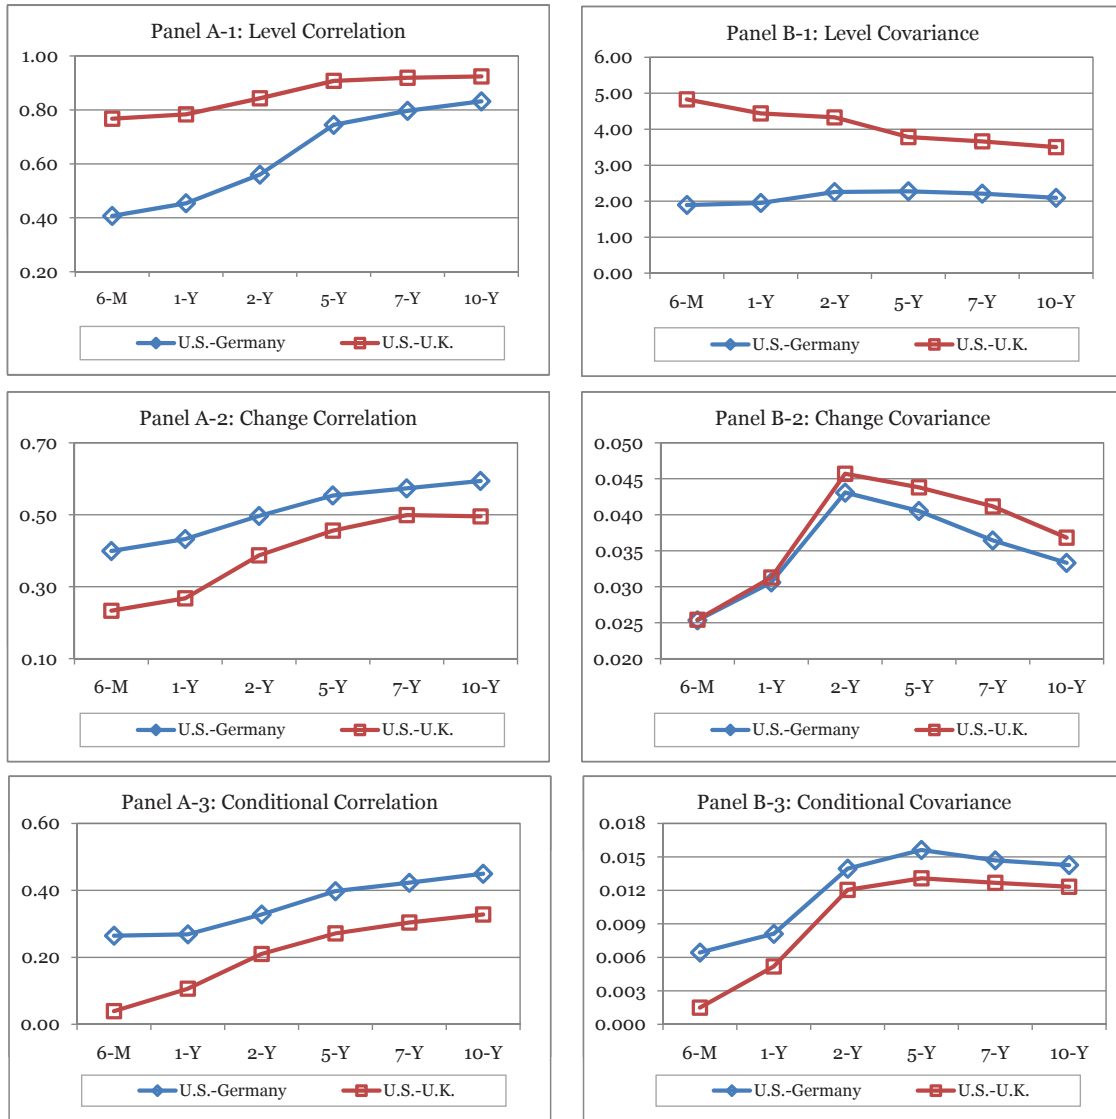 Panel A-1: Level Correlation
1.00
0.80
0.60
0.40
0.20
6-M 1-Y 2-Y 5-Y 7-Y 10-Y
U.S.-Germany U.S.-U.K.
Panel B-1: Level Covariance
6.00
5.00
4.00
3.00
2.00
1.00
0.00
6-M 1-Y 2-Y 5-Y 7-Y 10-Y
U.S.-Germany U.S.-U.K.
Panel A-2: Change Correlation
0.70
0.50
0.30
0.10
6-M 1-Y 2-Y 5-Y 7-Y 10-Y
U.S.-Germany U.S.-U.K.
Panel B-2: Change Covariance
0.050
0.045
0.040
0.035
0.030
0.025
0.020
6-M 1-Y 2-Y 5-Y 7-Y 10-Y
U.S.-Germany U.S.-U.K.
Panel A-3: Conditional Correlation
0.60
0.40
0.20
0.00
6-M 1-Y 2-Y 5-Y 7-Y 10-Y
U.S.-Germany U.S.-U.K.
Panel B-3: Conditional Covariance
0.018
0.015
0.012
0.009
0.006
0.003
0.000
6-M 1-Y 2-Y 5-Y 7-Y 10-Y
U.S.-Germany U.S.-U.K.